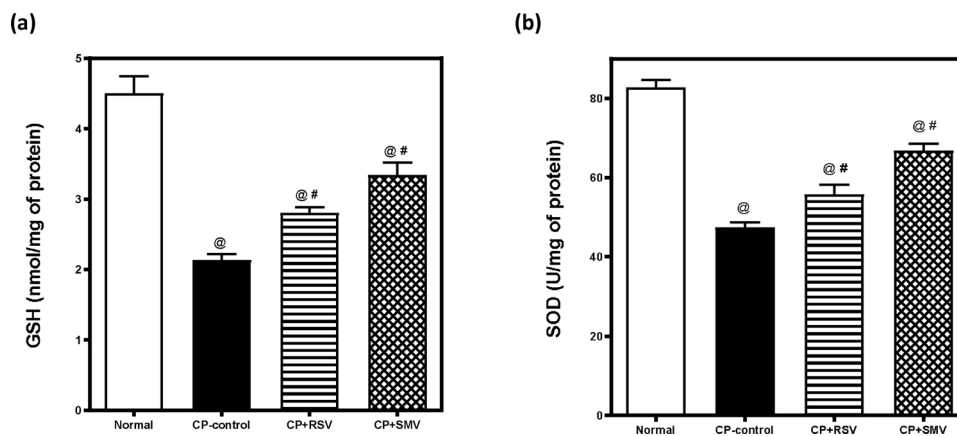 (a)
GSH (nmol/mg of protein)
5
4
3
2
1
0
@
@ #
@ #
Normal CP-control CP+RSV CP+SMV
(b)
SOD (U/mg of protein)
80
60
40
20
0
@
@ #
@ #
Normal CP-control CP+RSV CP+SMV